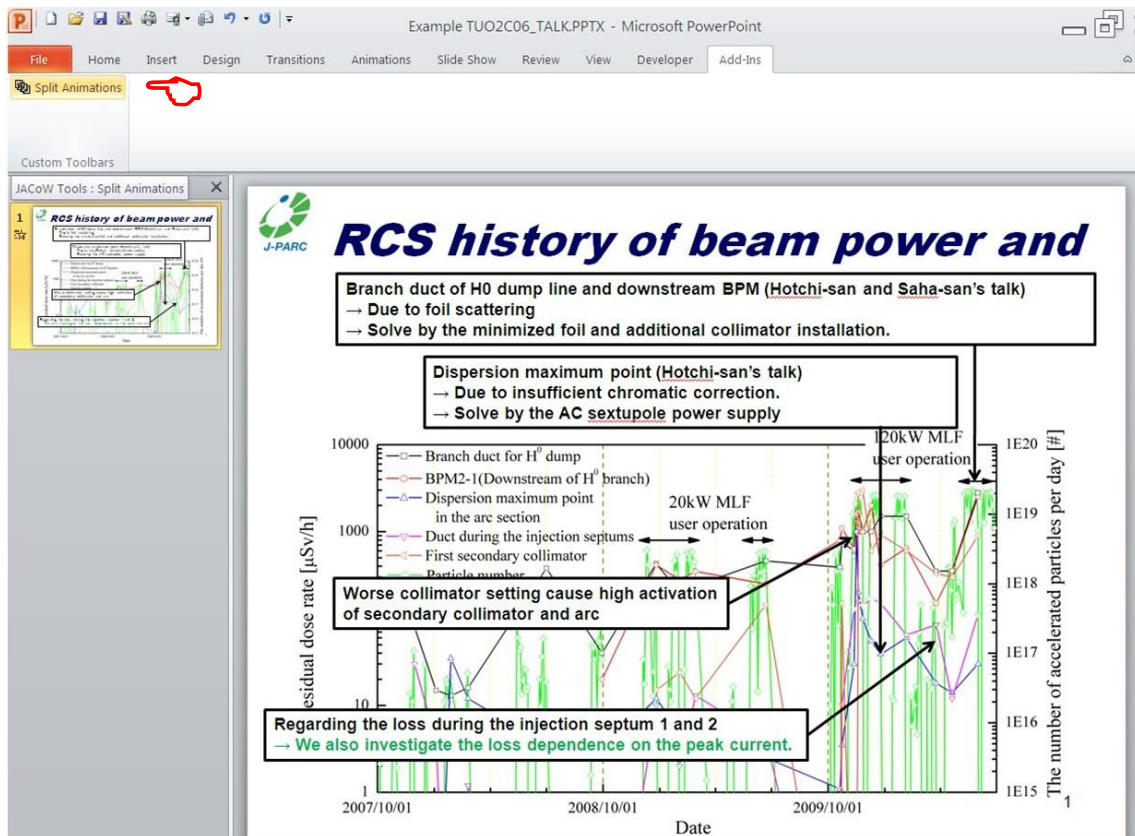 Example TUO2C06_TALK.PPTX - Microsoft PowerPoint
File Home Insert Design Transitions Animations Slide Show Review View Developer Add-Ins
Split Animations
Custom Toolbars
JACoW Tools : Split Animations
1
RCS history of beam power and
J-PARC
RCS history of beam power and
Branch duct of H0 dump line and downstream BPM (Hotchi-san and Saha-san's talk)
→ Due to foil scattering
→ Solve by the minimized foil and additional collimator installation.
Dispersion maximum point (Hotchi-san's talk)
→ Due to insufficient chromatic correction.
→ Solve by the AC sextupole power supply
120kW MLF
user operation
10000
1000
10
1
Branch duct for H⁰ dump
BPM2-1(Downstream of H⁰ branch)
Dispersion maximum point
in the arc section
Duct during the injection septums
First secondary collimator
Particle number
20kW MLF
user operation
Worse collimator setting cause high activation
of secondary collimator and arc
Regarding the loss during the injection septum 1 and 2
→ We also investigate the loss dependence on the peak current.
esidual dose rate [μSv/h]
1E20
1E19
1E18
1E17
1E16
1E15
The number of accelerated particles per day [#]
2007/10/01 2008/10/01 2009/10/01
Date
1